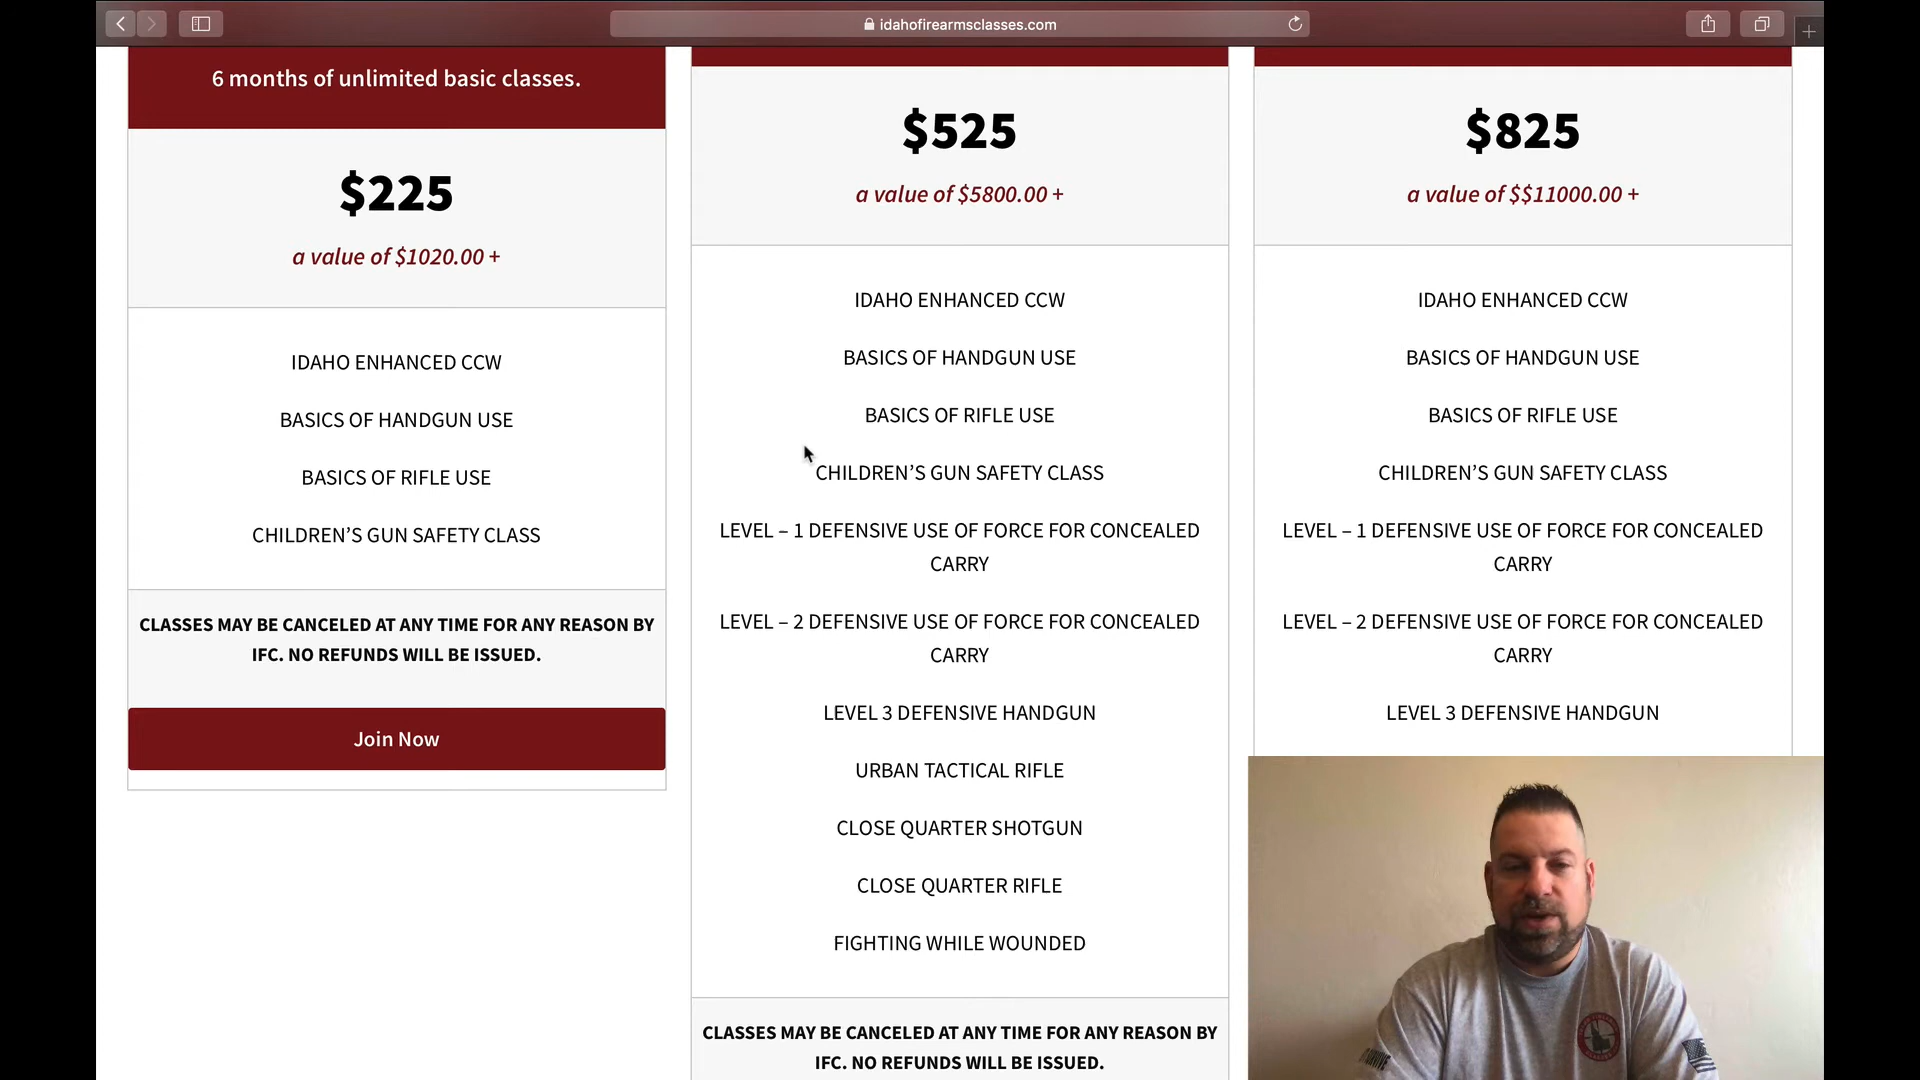 idahofirearmsclasses.com
6 months of unlimited basic classes.
$225
a value of $1020.00 +
IDAHO ENHANCED CCW
BASICS OF HANDGUN USE
BASICS OF RIFLE USE
CHILDREN’S GUN SAFETY CLASS
CLASSES MAY BE CANCELED AT ANY TIME FOR ANY REASON BY
IFC. NO REFUNDS WILL BE ISSUED.
Join Now
$525
a value of $5800.00 +
IDAHO ENHANCED CCW
BASICS OF HANDGUN USE
BASICS OF RIFLE USE
CHILDREN’S GUN SAFETY CLASS
LEVEL – 1 DEFENSIVE USE OF FORCE FOR CONCEALED
CARRY
LEVEL – 2 DEFENSIVE USE OF FORCE FOR CONCEALED
CARRY
LEVEL 3 DEFENSIVE HANDGUN
URBAN TACTICAL RIFLE
CLOSE QUARTER SHOTGUN
CLOSE QUARTER RIFLE
FIGHTING WHILE WOUNDED
CLASSES MAY BE CANCELED AT ANY TIME FOR ANY REASON BY
IFC. NO REFUNDS WILL BE ISSUED.
$825
a value of $$11000.00 +
IDAHO ENHANCED CCW
BASICS OF HANDGUN USE
BASICS OF RIFLE USE
CHILDREN’S GUN SAFETY CLASS
LEVEL – 1 DEFENSIVE USE OF FORCE FOR CONCEALED
CARRY
LEVEL – 2 DEFENSIVE USE OF FORCE FOR CONCEALED
CARRY
LEVEL 3 DEFENSIVE HANDGUN